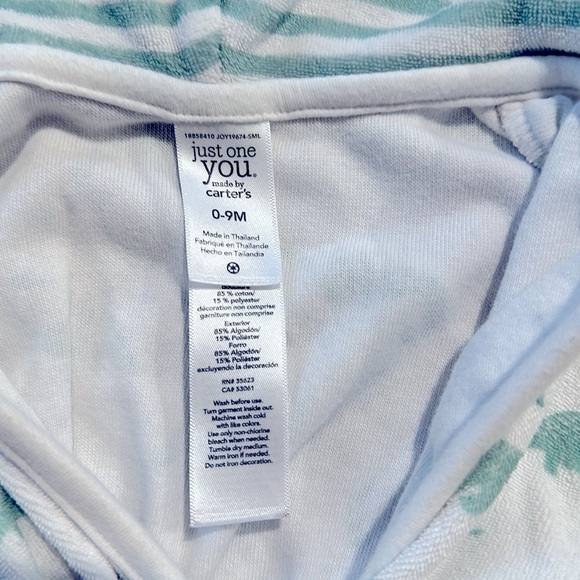 18858410 JOY19674-SML
just one
you®
made by
carter's
0-9M
Made in Thailand
Fabriqué en Thaïlande
Hecho en Tailandia
85 % coton/
15 % polyester
décoration non comprise
garniture non comprise
Exterior
85% Algodón/
15% Poliéster
Forro
85% Algodón/
15% Poliéster
excluyendo la decoración
RN# 35623
CA# 53061
Wash before use.
Turn garment inside out.
Machine wash cold
with like colors.
Use only non-chlorine
bleach when needed.
Tumble dry medium.
Warm iron if needed.
Do not iron decoration.